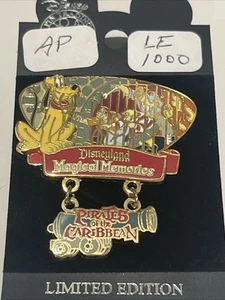 AP
LE
1000
Disneyland
Magical Memories
PIRATES
of the
CARIBBEAN
LIMITED EDITION